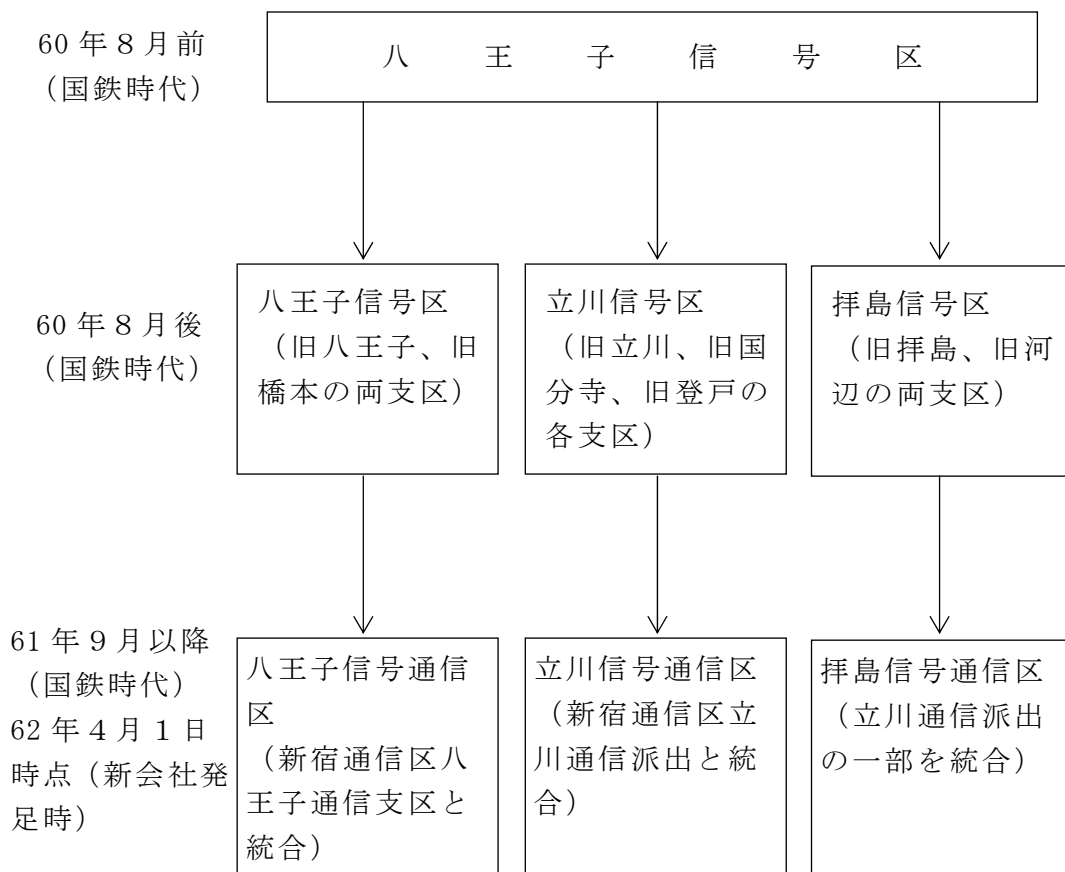 60年８月前
（国鉄時代）
八王子信号区
60年８月後
（国鉄時代）
八王子信号区
（旧八王子、旧
橋本の両支区）
立川信号区
（旧立川、旧国
分寺、旧登戸の
各支区）
拝島信号区
（旧拝島、旧河
辺の両支区）
61年９月以降
（国鉄時代）
62年４月１日
時点（新会社発
足時）
八王子信号通信
区
（新宿通信区八
王子通信支区と
統合）
立川信号通信区
（新宿通信区立
川通信派出と統
合）
拝島信号通信区
（立川通信派出
の一部を統合）